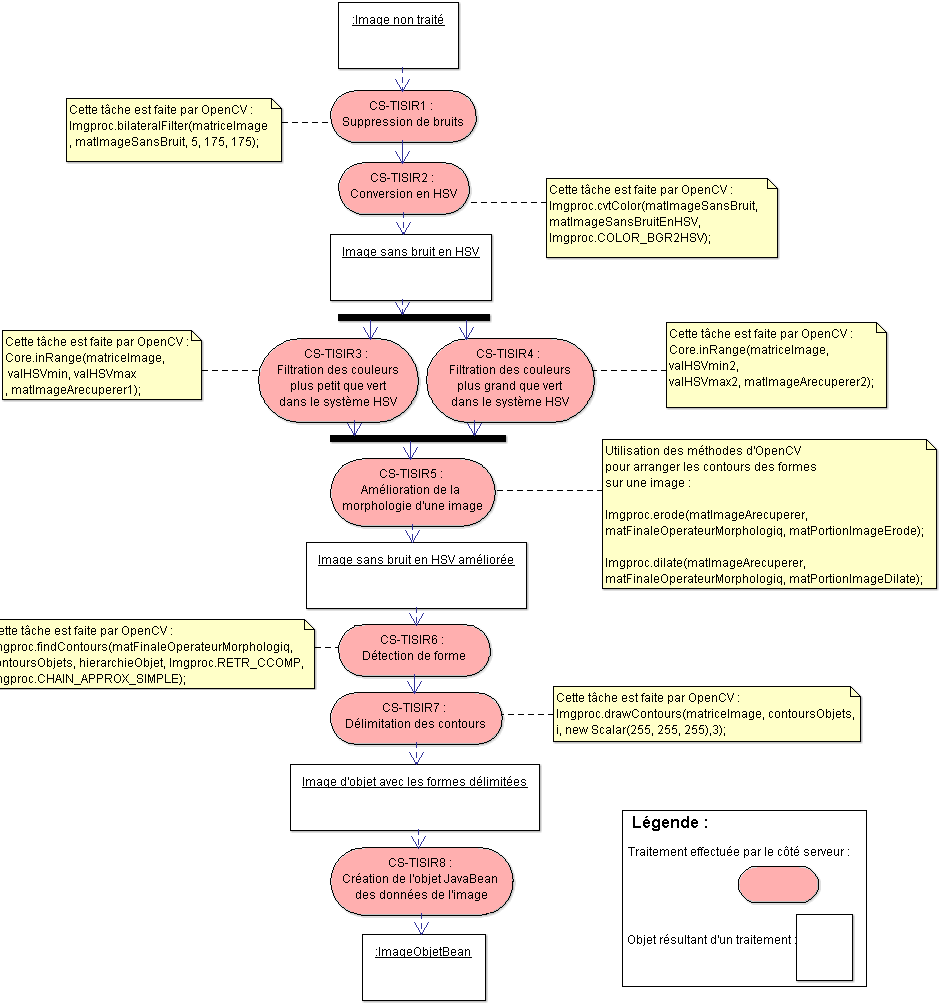 :Image non traité
CS-TISIR1 :
Suppression de bruits
Cette tâche est faite par OpenCV :
Imgproc.bilateralFilter(matriceImage
, matImageSansBruit, 5, 175, 175);
CS-TISIR2 :
Conversion en HSV
Cette tâche est faite par OpenCV :
Imgproc.cvtColor(matImageSansBruit,
matImageSansBruitEnHSV,
Imgproc.COLOR_BGR2HSV);
Image sans bruit en HSV
Cette tâche est faite par OpenCV :
Core.inRange(matriceImage,
valHSVmin, valHSVmax
, matImageArecuperer1);
CS-TISIR3 :
Filtration des couleurs
plus petit que vert
dans le système HSV
CS-TISIR4 :
Filtration des couleurs
plus grand que vert
dans le système HSV
Cette tâche est faite par OpenCV :
Core.inRange(matriceImage,
valHSVmin2,
valHSVmax2, matImageArecuperer2);
CS-TISIR5 :
Amélioration de la
morphologie d'une image
Utilisation des méthodes d'OpenCV
pour arranger les contours des formes
sur une image :
Imgproc.erode(matImageArecuperer,
matFinaleOperateurMorphologiq, matPortionImageErode);
Imgproc.dilate(matImageArecuperer,
matFinaleOperateurMorphologiq, matPortionImageDilate);
Image sans bruit en HSV améliorée
ette tâche est faite par OpenCV :
mgproc.findContours(matFinaleOperateurMorphologiq,
ontoursObjets, hierarchieObjet, Imgproc.RETR_CCOMP,
mgproc.CHAIN_APPROX_SIMPLE);
CS-TISIR6 :
Détection de forme
CS-TISIR7 :
Délimitation des contours
Cette tâche est faite par OpenCV :
Imgproc.drawContours(matriceImage, contoursObjets,
i, new Scalar(255, 255, 255),3);
Image d'objet avec les formes délimitées
CS-TISIR8 :
Création de l'objet JavaBean
des données de l'image
:ImageObjetBean
Légende :
Traitement effectuée par le côté serveur :
Objet résultant d'un traitement :